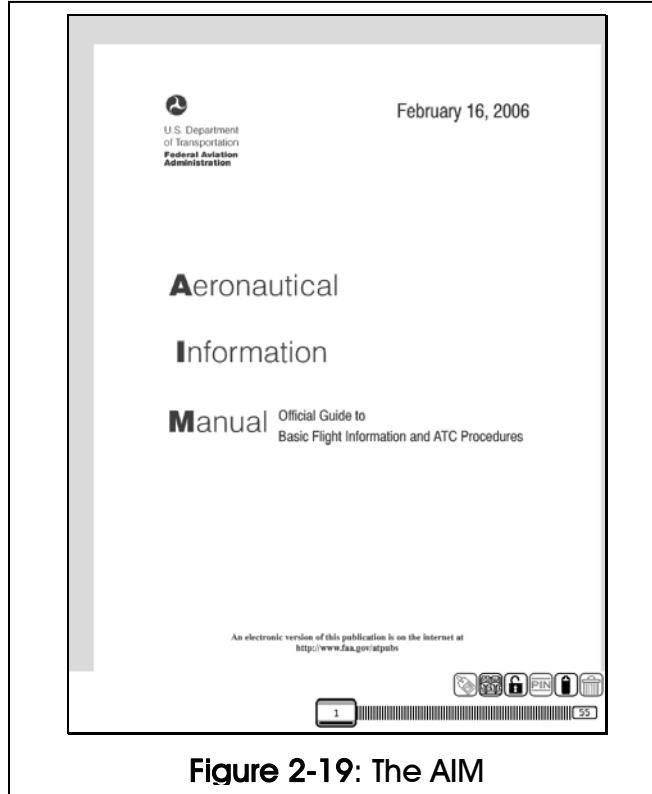 February 16, 2006
U.S. Department
of Transportation
Federal Aviation
Administration
Aeronautical
Information
Manual Official Guide to
Basic Flight Information and ATC Procedures
An electronic version of this publication is on the internet at
http://www.faa.gov/atpubs
PIN
1 55
Figure 2-19: The AIM